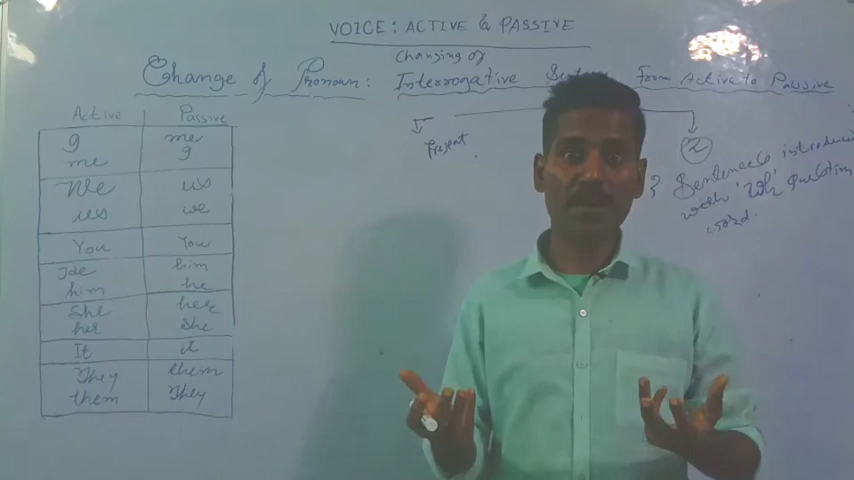 VOICE: ACTIVE & PASSIVE
Changing of
Change of Pronoun:
Interrogative From Active to Passive
Active Passive
I me
me I
We us
us we
You You
He him
him he
She her
her She
It it
They them
them They
Present
2
? Sentences introduced
with 'Wh' Question
word.